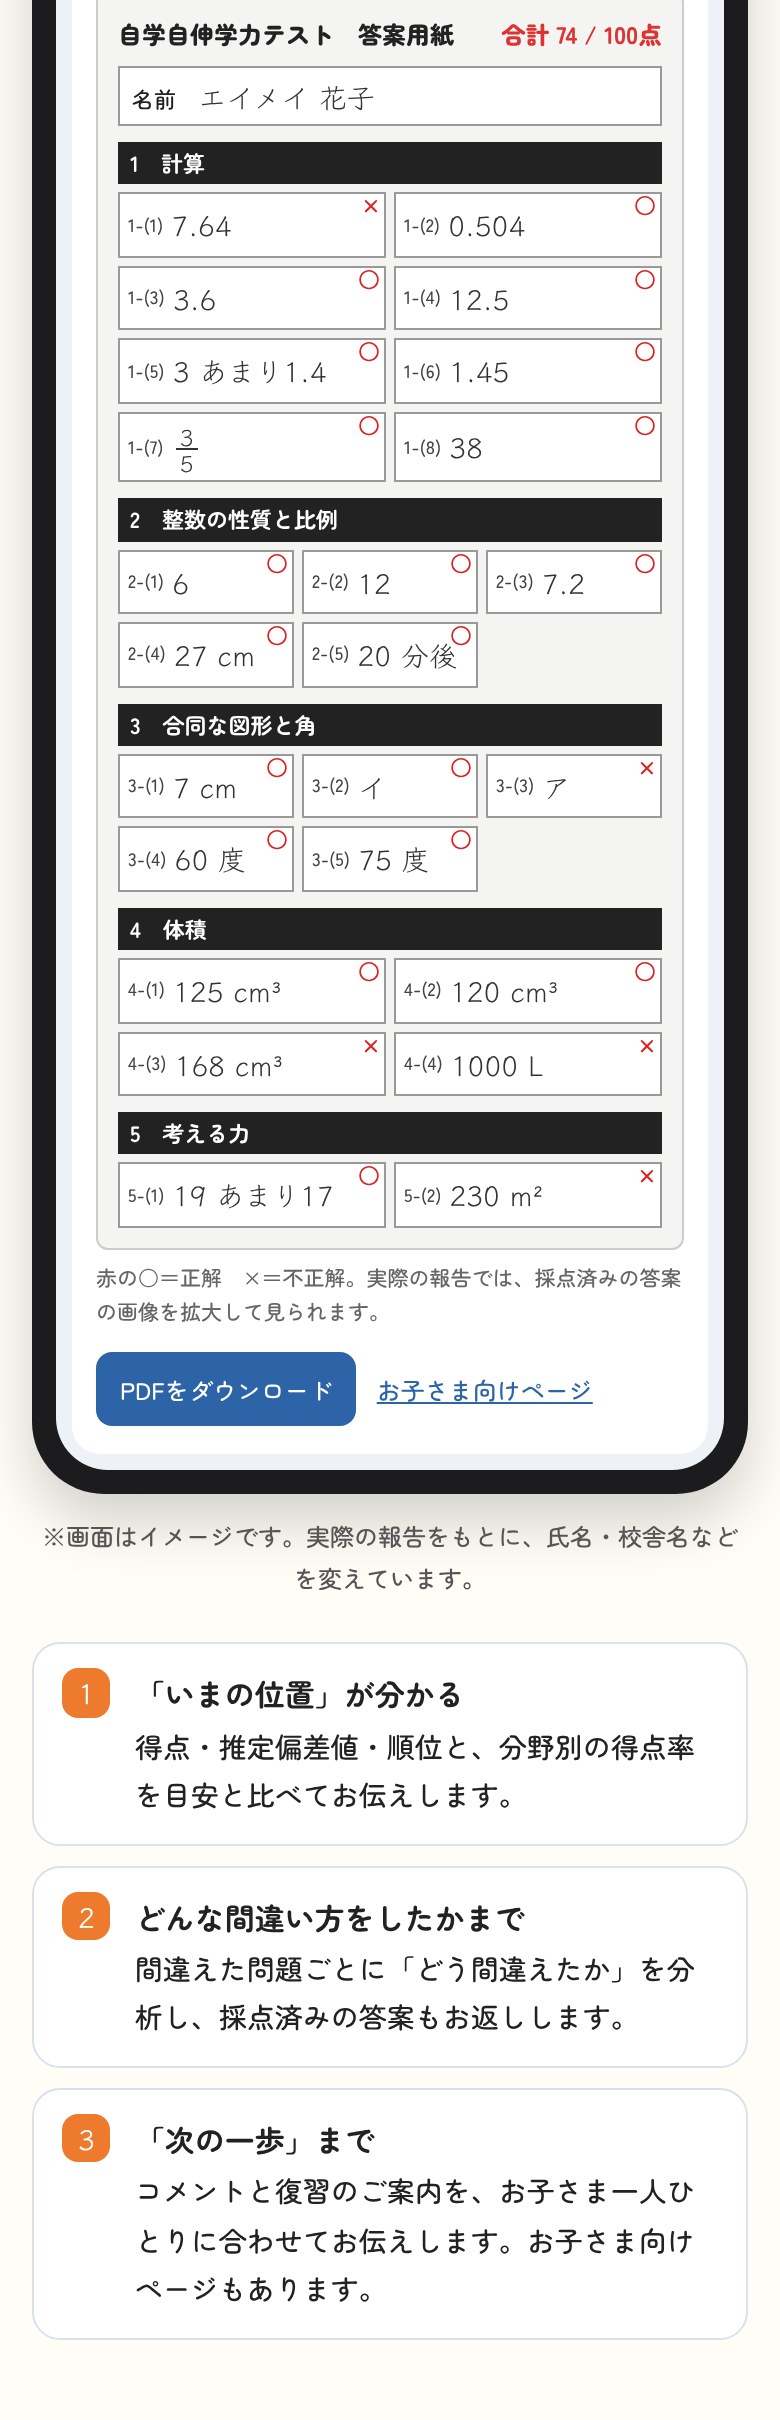 自学自伸学力テスト 答案用紙 合計 74 / 100点
名前 エイメイ 花子
1 計算
1-(1) 7.64 × 1-(2) 0.504 ○
1-(3) 3.6 ○ 1-(4) 12.5 ○
1-(5) 3 あまり1.4 ○ 1-(6) 1.45 ○
1-(7) 3/5 ○ 1-(8) 38 ○
2 整数の性質と比例
2-(1) 6 ○ 2-(2) 12 ○ 2-(3) 7.2 ○
2-(4) 27 cm ○ 2-(5) 20 分後 ○
3 合同な図形と角
3-(1) 7 cm ○ 3-(2) イ ○ 3-(3) ア ×
3-(4) 60 度 ○ 3-(5) 75 度 ○
4 体積
4-(1) 125 cm³ ○ 4-(2) 120 cm³ ○
4-(3) 168 cm³ × 4-(4) 1000 L ×
5 考える力
5-(1) 19 あまり17 ○ 5-(2) 230 m² ×
赤の○＝正解 ×＝不正解。実際の報告では、採点済みの答案
の画像を拡大して見られます。
PDFをダウンロード お子さま向けページ
※画面はイメージです。実際の報告をもとに、氏名・校舎名など
を変えています。
1 「いまの位置」が分かる
得点・推定偏差値・順位と、分野別の得点率
を目安と比べてお伝えします。
2 どんな間違い方をしたかまで
間違えた問題ごとに「どう間違えたか」を分
析し、採点済みの答案もお返しします。
3 「次の一歩」まで
コメントと復習のご案内を、お子さま一人ひ
とりに合わせてお伝えします。お子さま向け
ページもあります。